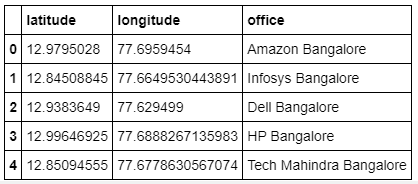 latitude longitude office
0 12.9795028 77.6959454 Amazon Bangalore
1 12.84508845 77.6649530443891 Infosys Bangalore
2 12.9383649 77.629499 Dell Bangalore
3 12.99646925 77.6888267135983 HP Bangalore
4 12.85094555 77.6778630567074 Tech Mahindra Bangalore